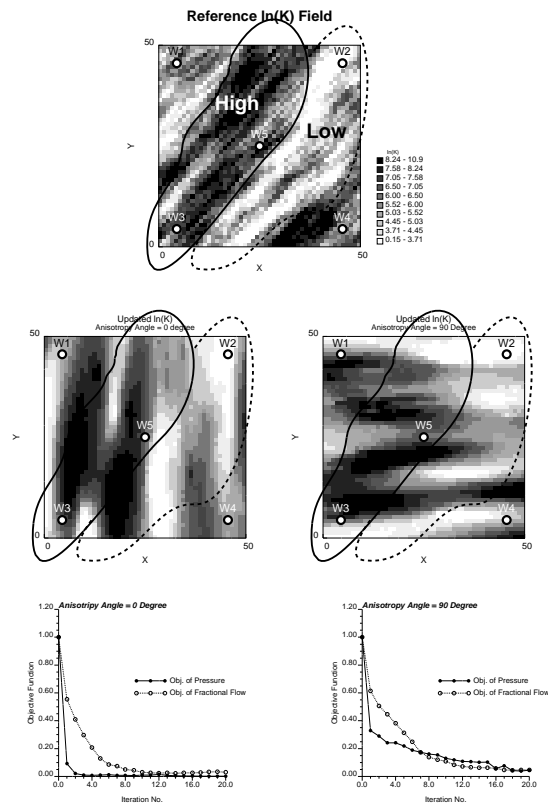 Reference ln(K) Field
50
W1
W2
High
Low
W5
Y
W3
W4
0
0
50
X
ln(K)
8.24 - 10.9
7.58 - 8.24
7.05 - 7.58
6.50 - 7.05
6.00 - 6.50
5.52 - 6.00
5.03 - 5.52
4.45 - 5.03
3.71 - 4.45
0.15 - 3.71
Updated ln(K)
Anisotropy Angle = 0 degree
50
W1
W2
W5
Y
W3
W4
0
0
50
X
Updated ln(K)
Anisotropy Angle = 90 Degree
50
W1
W2
W5
Y
W3
W4
0
0
50
X
Anisotripy Angle = 0 Degree
1.20
1.00
0.80
0.60
0.40
0.20
0.00
Objective Function
Obj. of Pressure
Obj. of Fractional Flow
.0
4.0
8.0
12.0
16.0
20.0
Iteration No.
Anisotropy Angle = 90 Degree
1.20
1.00
0.80
0.60
0.40
0.20
0.00
Objective Function
Obj. of Pressure
Obj. of Fractional Flow
.0
4.0
8.0
12.0
16.0
20.0
Iteration No.